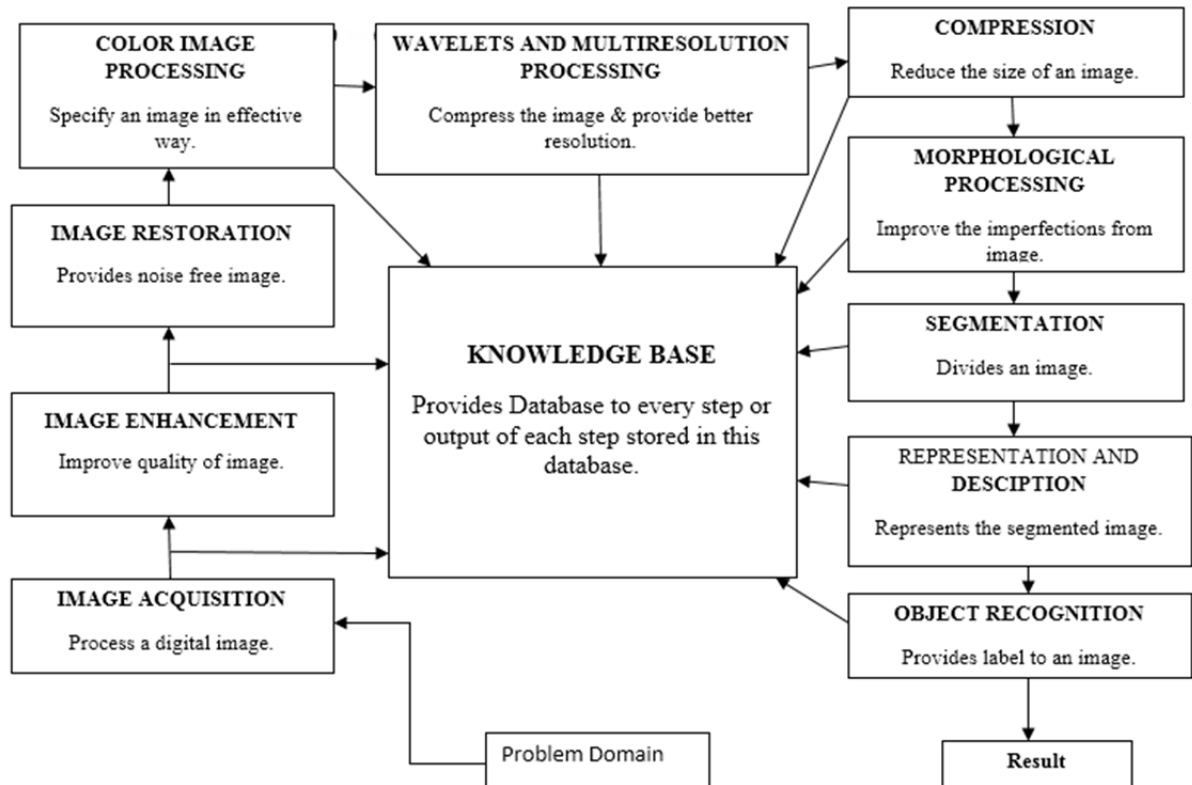 COLOR IMAGE
PROCESSING
Specify an image in effective
way.
WAVELETS AND MULTIRESOLUTION
PROCESSING
Compress the image & provide better
resolution.
COMPRESSION
Reduce the size of an image.
MORPHOLOGICAL
PROCESSING
Improve the imperfections from
image.
IMAGE RESTORATION
Provides noise free image.
KNOWLEDGE BASE
Provides Database to every step or
output of each step stored in this
database.
SEGMENTATION
Divides an image.
IMAGE ENHANCEMENT
Improve quality of image.
REPRESENTATION AND
DESCIPTION
Represents the segmented image.
IMAGE ACQUISITION
Process a digital image.
OBJECT RECOGNITION
Provides label to an image.
Problem Domain
Result